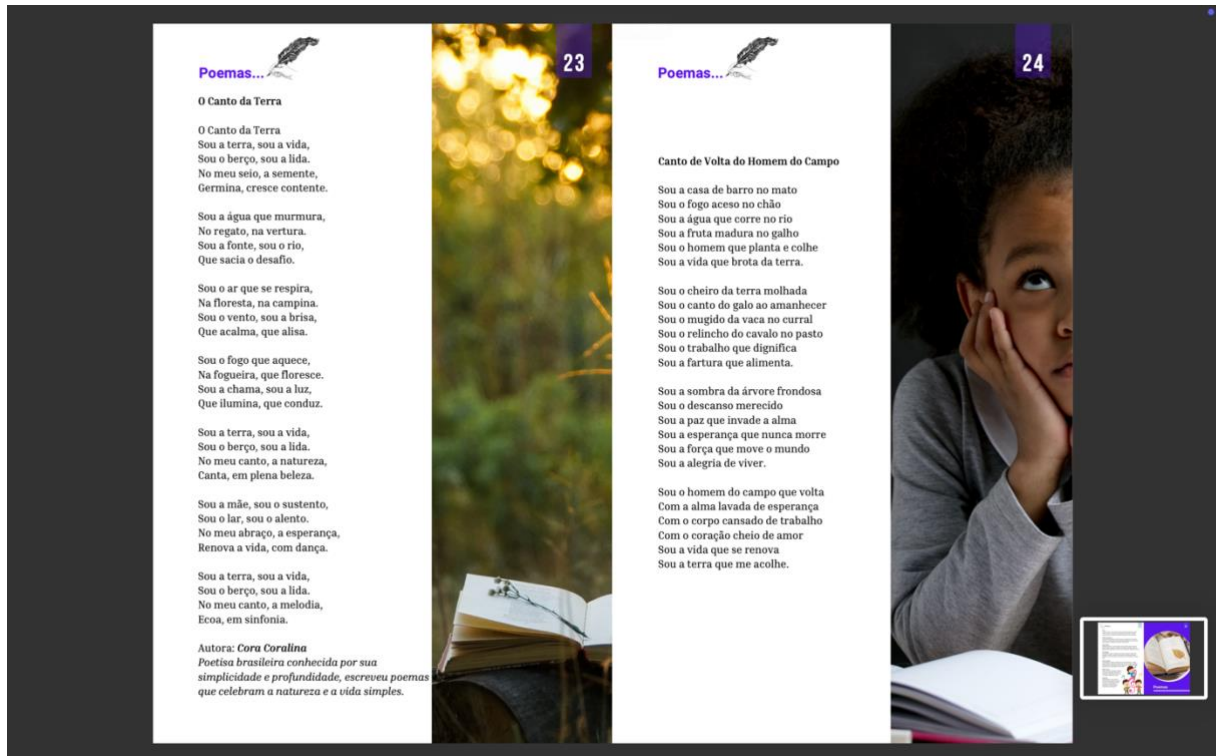 Poemas...
23
O Canto da Terra
O Canto da Terra
Sou a terra, sou a vida,
Sou o berço, sou a lida.
No meu seio, a semente,
Germina, cresce contente.
Sou a água que murmura,
No regato, na vertura.
Sou a fonte, sou o rio,
Que sacia o desafio.
Sou o ar que se respira,
Na floresta, na campina.
Sou o vento, sou a brisa,
Que acalma, que alisa.
Sou o fogo que aquece,
Na fogueira, que floresce.
Sou a chama, sou a luz,
Que ilumina, que conduz.
Sou a terra, sou a vida,
Sou o berço, sou a lida.
No meu canto, a natureza,
Canta, em plena beleza.
Sou a mãe, sou o sustento,
Sou o lar, sou o alento.
No meu abraço, a esperança,
Renova a vida, com dança.
Sou a terra, sou a vida,
Sou o berço, sou a lida.
No meu canto, a melodia,
Ecoa, em sinfonia.
Autora: Cora Coralina
Poetisa brasileira conhecida por sua
simplicidade e profundidade, escreveu poemas
que celebram a natureza e a vida simples.
Poemas...
24
Canto de Volta do Homem do Campo
Sou a casa de barro no mato
Sou o fogo aceso no chão
Sou a água que corre no rio
Sou a fruta madura no galho
Sou o homem que planta e colhe
Sou a vida que brota da terra.
Sou o cheiro da terra molhada
Sou o canto do galo ao amanhecer
Sou o mugido da vaca no curral
Sou o relincho do cavalo no pasto
Sou o trabalho que dignifica
Sou a fartura que alimenta.
Sou a sombra da árvore frondosa
Sou o descanso merecido
Sou a paz que invade a alma
Sou a esperança que nunca morre
Sou a força que move o mundo
Sou a alegria de viver.
Sou o homem do campo que volta
Com a alma lavada de esperança
Com o corpo cansado de trabalho
Com o coração cheio de amor
Sou a vida que se renova
Sou a terra que me acolhe.
Poemas